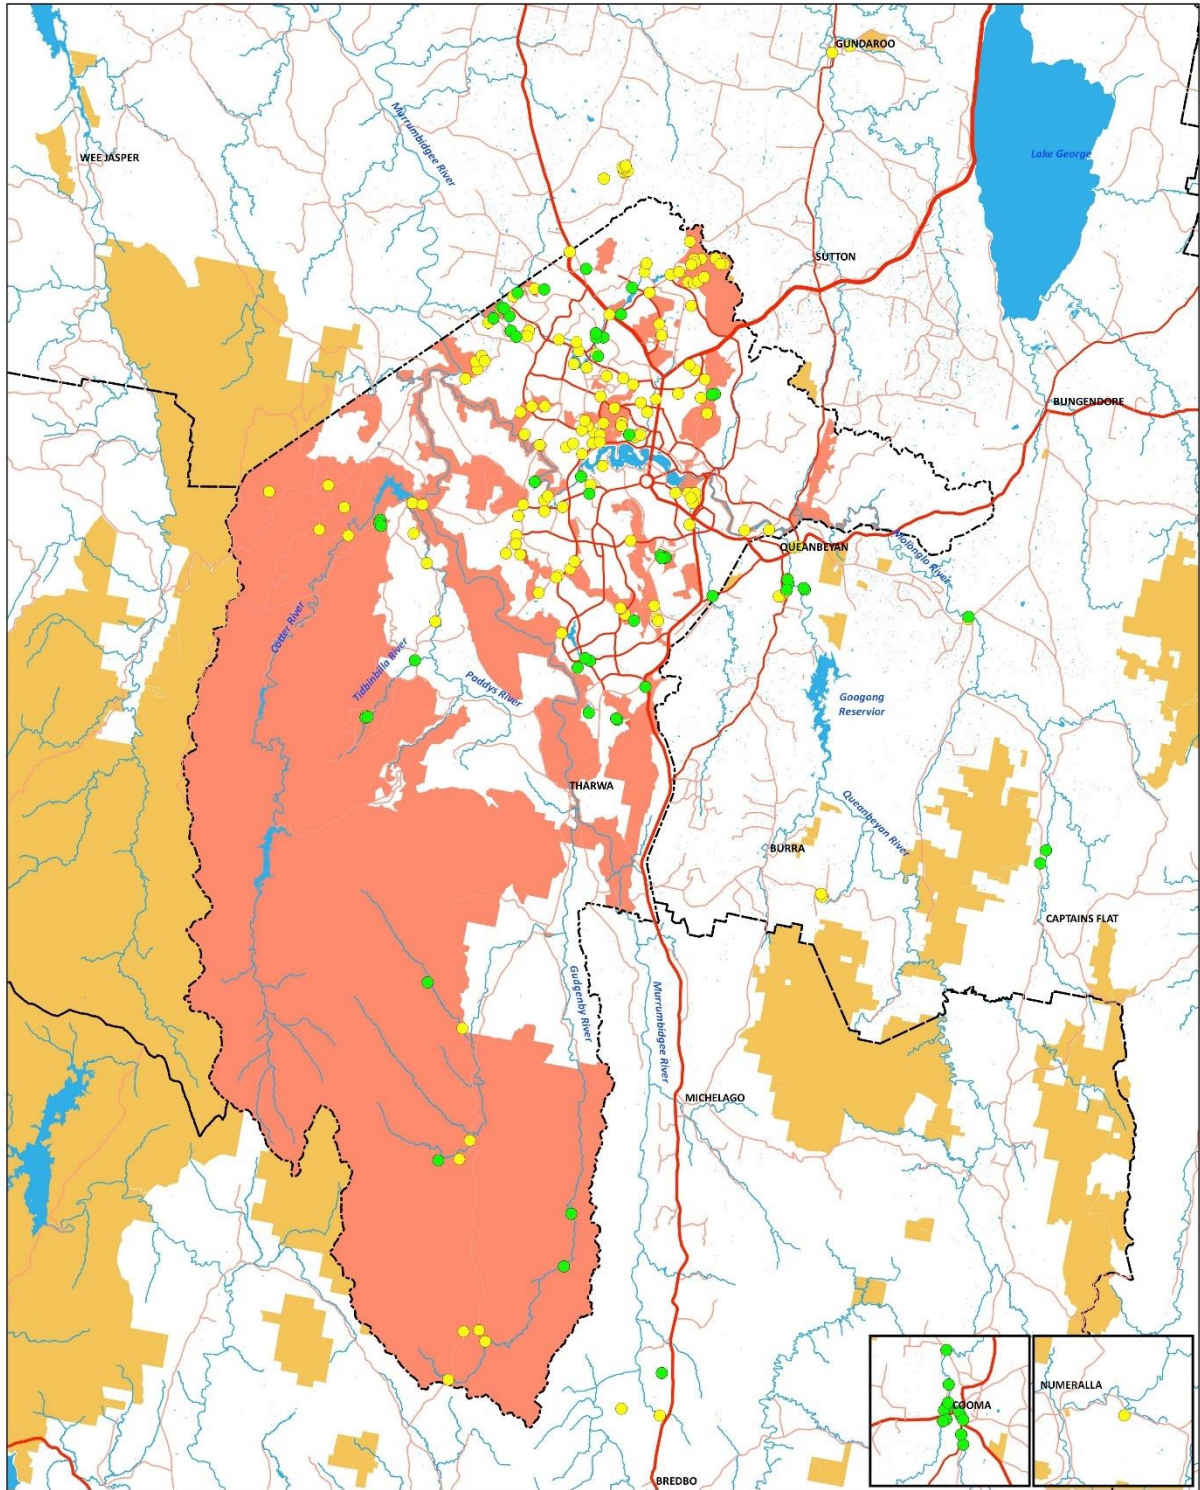 GUNDAROO
Murrumbidgee River
WEE JASPER
Lake George
SUTTON
BUNGENDORE
QUEANBEYAN
Molonglo River
Cotter River
Tidbinbilla River
Paddys River
Googong
Reservior
THARWA
Queanbeyan River
BURRA
CAPTAINS FLAT
Gudgenby River
Murrumbidgee River
MICHELAGO
COOMA
NUMERALLA
BREDBO